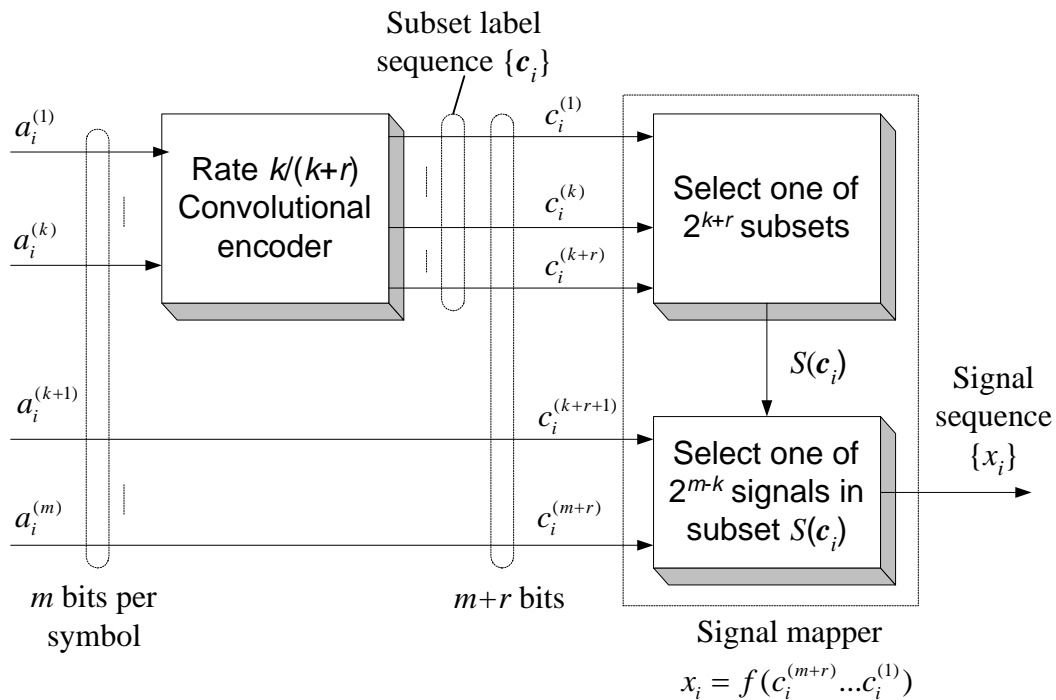 Subset label
sequence {c_i}
a_i^{(1)}
a_i^{(k)}
Rate k/(k+r)
Convolutional
encoder
c_i^{(1)}
c_i^{(k)}
c_i^{(k+r)}
Select one of
2^{k+r} subsets
S(c_i)
a_i^{(k+1)}
a_i^{(m)}
c_i^{(k+r+1)}
c_i^{(m+r)}
Select one of
2^{m-k} signals in
subset S(c_i)
Signal
sequence
{x_i}
m bits per
symbol
m+r bits
Signal mapper
x_i = f(c_i^{(m+r)}...c_i^{(1)})